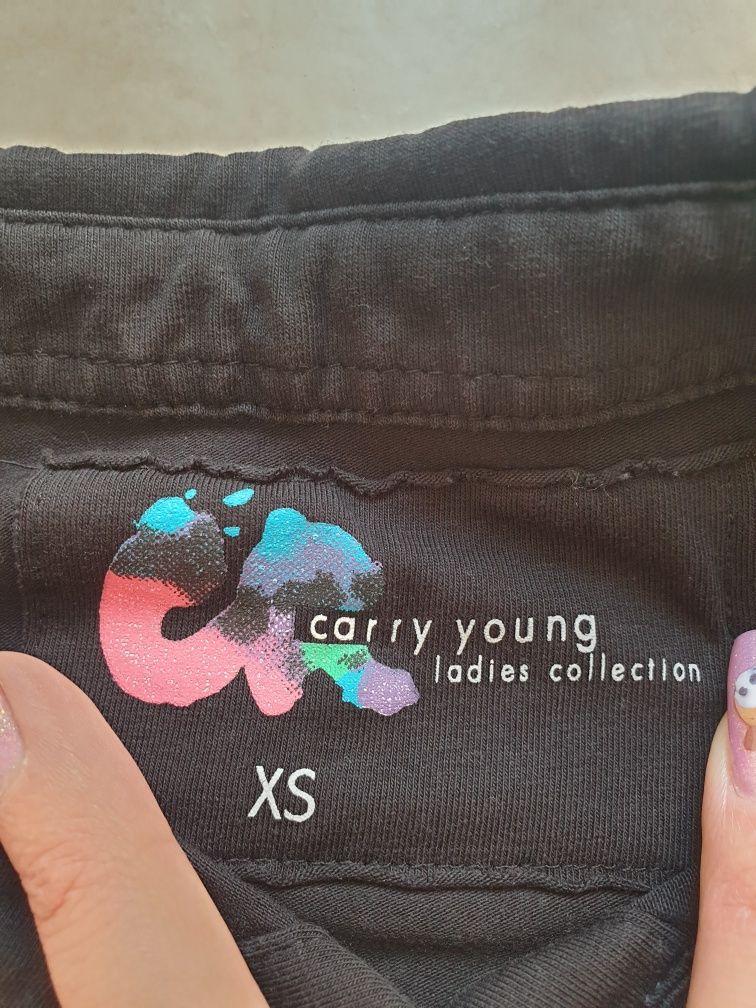 carry young
ladies collection
XS